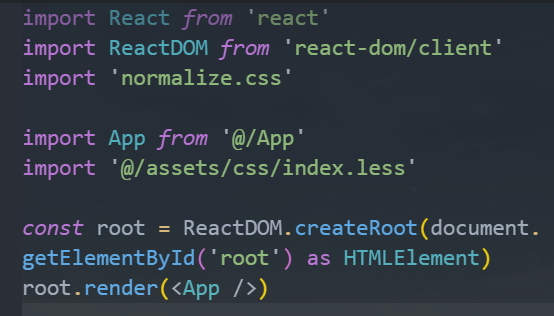 import React from 'react'
import ReactDOM from 'react-dom/client'
import 'normalize.css'
import App from '@/App'
import '@/assets/css/index.less'
const root = ReactDOM.createRoot(document.
getElementById('root') as HTMLElement)
root.render(<App />)